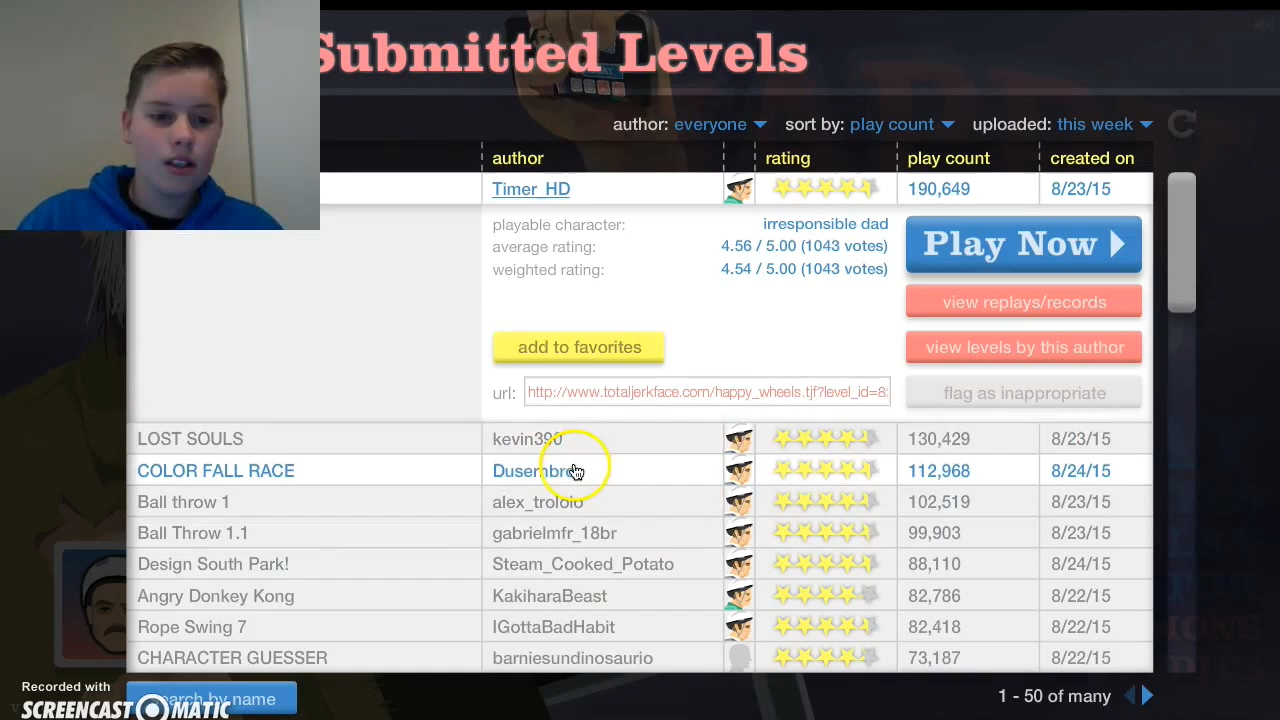 Submitted Levels
author: everyone sort by: play count uploaded: this week
author rating play count created on
Timer_HD 190,649 8/23/15
playable character: irresponsible dad
average rating: 4.56 / 5.00 (1043 votes)
weighted rating: 4.54 / 5.00 (1043 votes)
Play Now
view replays/records
add to favorites
view levels by this author
url: http://www.totaljerkface.com/happy_wheels.tjf?level_id=8
flag as inappropriate
LOST SOULS kevin390 130,429 8/23/15
COLOR FALL RACE 112,968 8/24/15
Ball throw 1 alex_trololo 102,519 8/23/15
Ball Throw 1.1 gabrielmfr_18br 99,903 8/23/15
Design South Park! Steam_Cooked_Potato 88,110 8/24/15
Angry Donkey Kong KakiharaBeast 82,786 8/22/15
Rope Swing 7 IGottaBadHabit 82,418 8/22/15
CHARACTER GUESSER barniesundinosaurio 73,187 8/22/15
search by name
1 - 50 of many
Recorded with
SCREENCAST MATIC